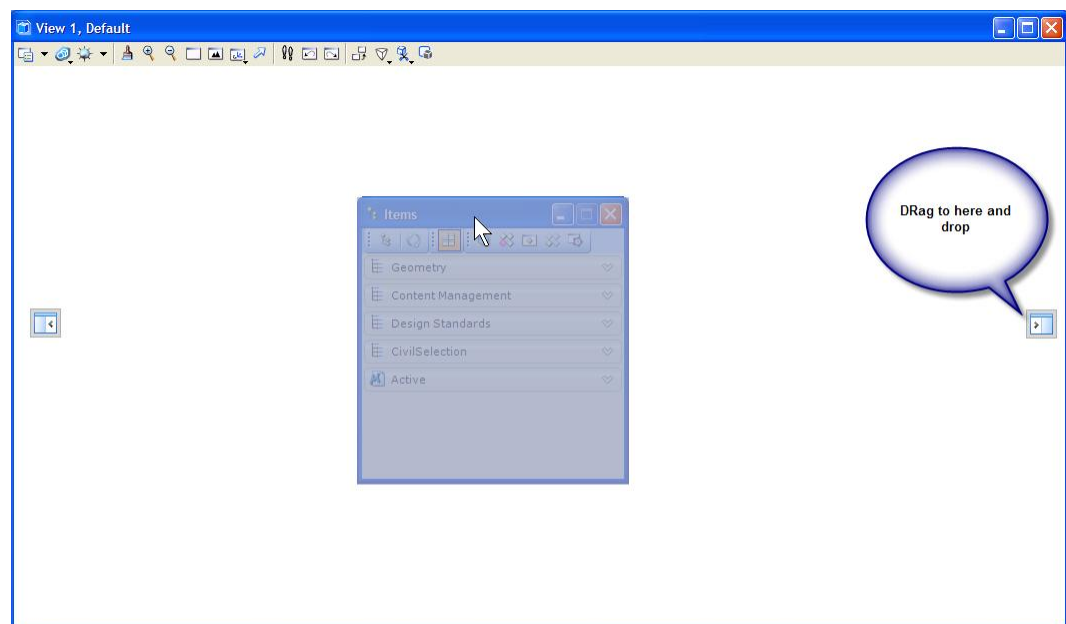 View 1, Default
Items
DRag to here and
drop
Geometry
Content Management
Design Standards
CivilSelection
Active